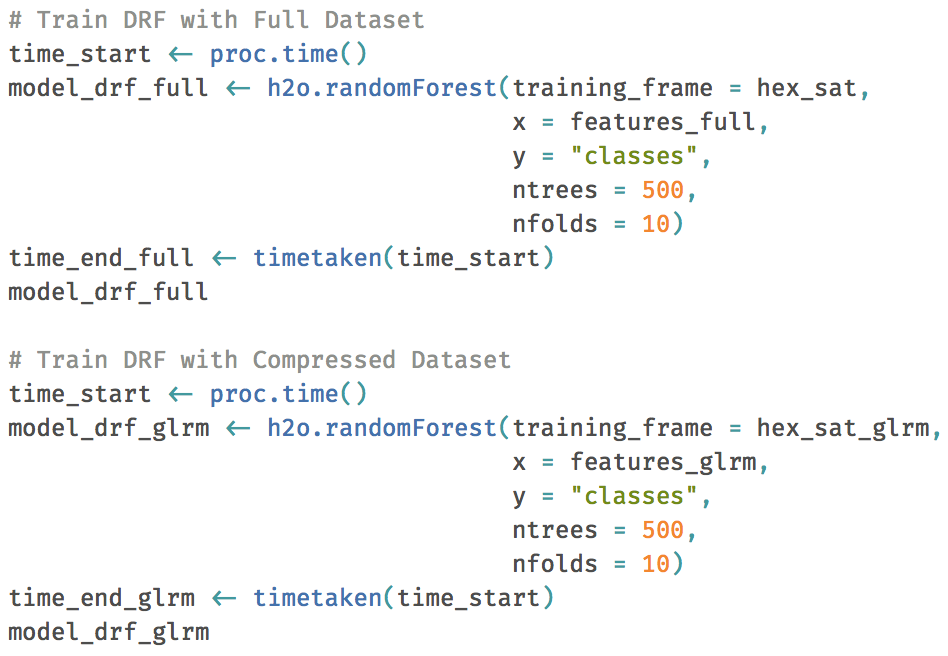 # Train DRF with Full Dataset
time_start <- proc.time()
model_drf_full <- h2o.randomForest(training_frame = hex_sat,
                                   x = features_full,
                                   y = "classes",
                                   ntrees = 500,
                                   nfolds = 10)
time_end_full <- timetaken(time_start)
model_drf_full

# Train DRF with Compressed Dataset
time_start <- proc.time()
model_drf_glrm <- h2o.randomForest(training_frame = hex_sat_glrm,
                                   x = features_glrm,
                                   y = "classes",
                                   ntrees = 500,
                                   nfolds = 10)
time_end_glrm <- timetaken(time_start)
model_drf_glrm